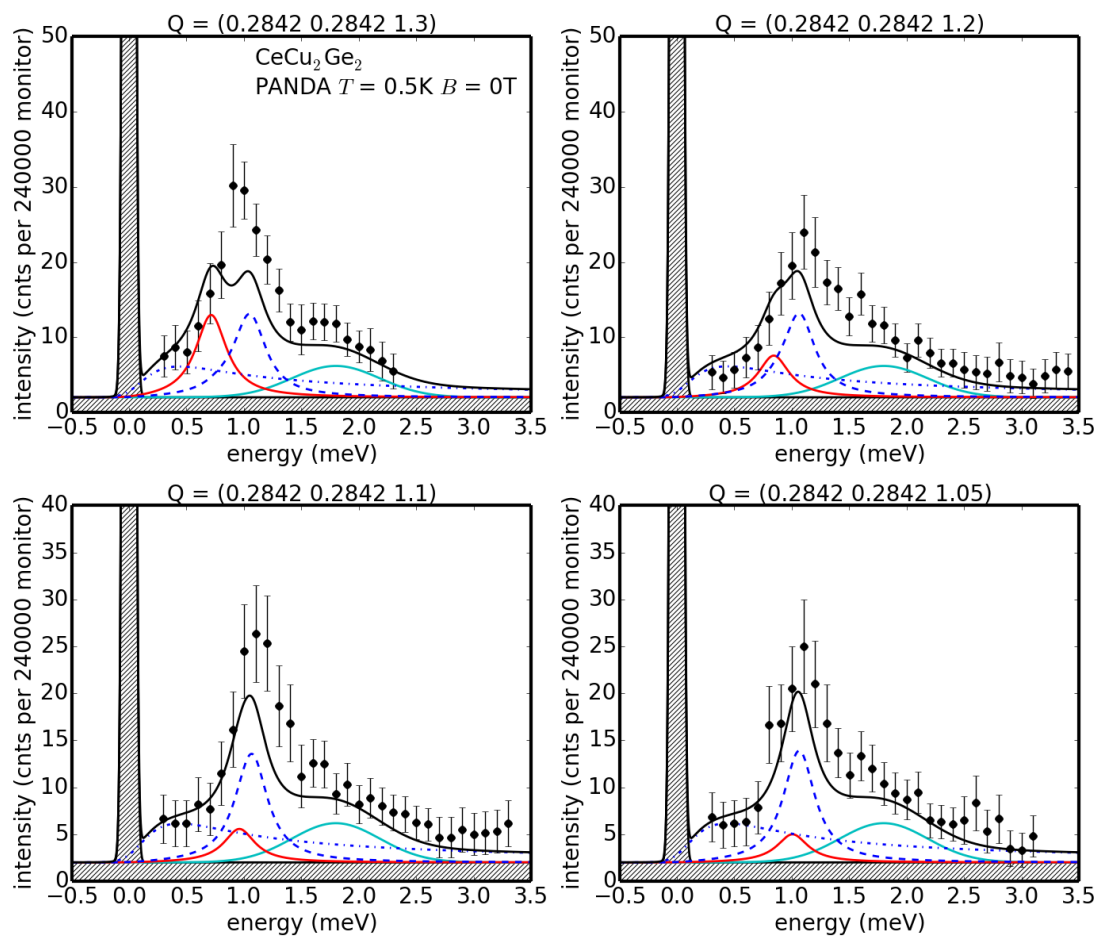 Q = (0.2842 0.2842 1.3)
CeCu₂Ge₂
PANDA T = 0.5K B = 0T
intensity (cnts per 240000 monitor)
50
40
30
20
10
0
−0.5 0.0 0.5 1.0 1.5 2.0 2.5 3.0 3.5
energy (meV)
Q = (0.2842 0.2842 1.2)
intensity (cnts per 240000 monitor)
50
40
30
20
10
0
−0.5 0.0 0.5 1.0 1.5 2.0 2.5 3.0 3.5
energy (meV)
Q = (0.2842 0.2842 1.1)
intensity (cnts per 240000 monitor)
40
35
30
25
20
15
10
5
0
−0.5 0.0 0.5 1.0 1.5 2.0 2.5 3.0 3.5
energy (meV)
Q = (0.2842 0.2842 1.05)
intensity (cnts per 240000 monitor)
40
35
30
25
20
15
10
5
0
−0.5 0.0 0.5 1.0 1.5 2.0 2.5 3.0 3.5
energy (meV)